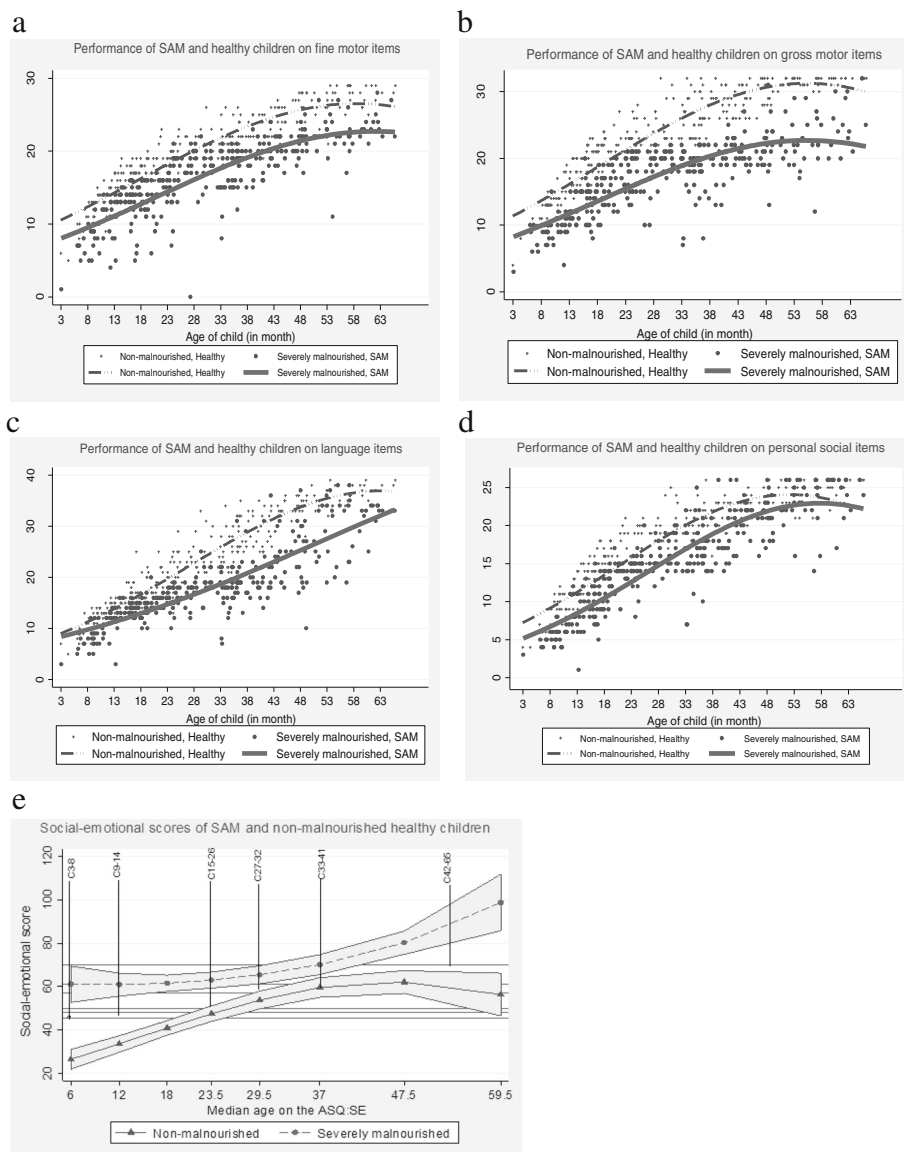 a
Performance of SAM and healthy children on fine motor items
30
20
10
0
3 8 13 18 23 28 33 38 43 48 53 58 63
Age of child (in month)
Non-malnourished, Healthy Severely malnourished, SAM
Non-malnourished, Healthy Severely malnourished, SAM
b
Performance of SAM and healthy children on gross motor items
30
20
10
0
3 8 13 18 23 28 33 38 43 48 53 58 63
Age of child (in month)
Non-malnourished, Healthy Severely malnourished, SAM
Non-malnourished, Healthy Severely malnourished, SAM
c
Performance of SAM and healthy children on language items
40
30
20
10
0
3 8 13 18 23 28 33 38 43 48 53 58 63
Age of child (in month)
Non-malnourished, Healthy Severely malnourished, SAM
Non-malnourished, Healthy Severely malnourished, SAM
d
Performance of SAM and healthy children on personal social items
25
20
15
10
5
0
3 8 13 18 23 28 33 38 43 48 53 58 63
Age of child (in month)
Non-malnourished, Healthy Severely malnourished, SAM
Non-malnourished, Healthy Severely malnourished, SAM
e
Social-emotional scores of SAM and non-malnourished healthy children
Social-emotional score
120
100
80
60
40
20
C3-8 C9-14 C15-26 C27-32 C33-41 C42-65
6 12 18 23.5 29.5 37 47.5 59.5
Median age on the ASQ:SE
Non-malnourished Severely malnourished